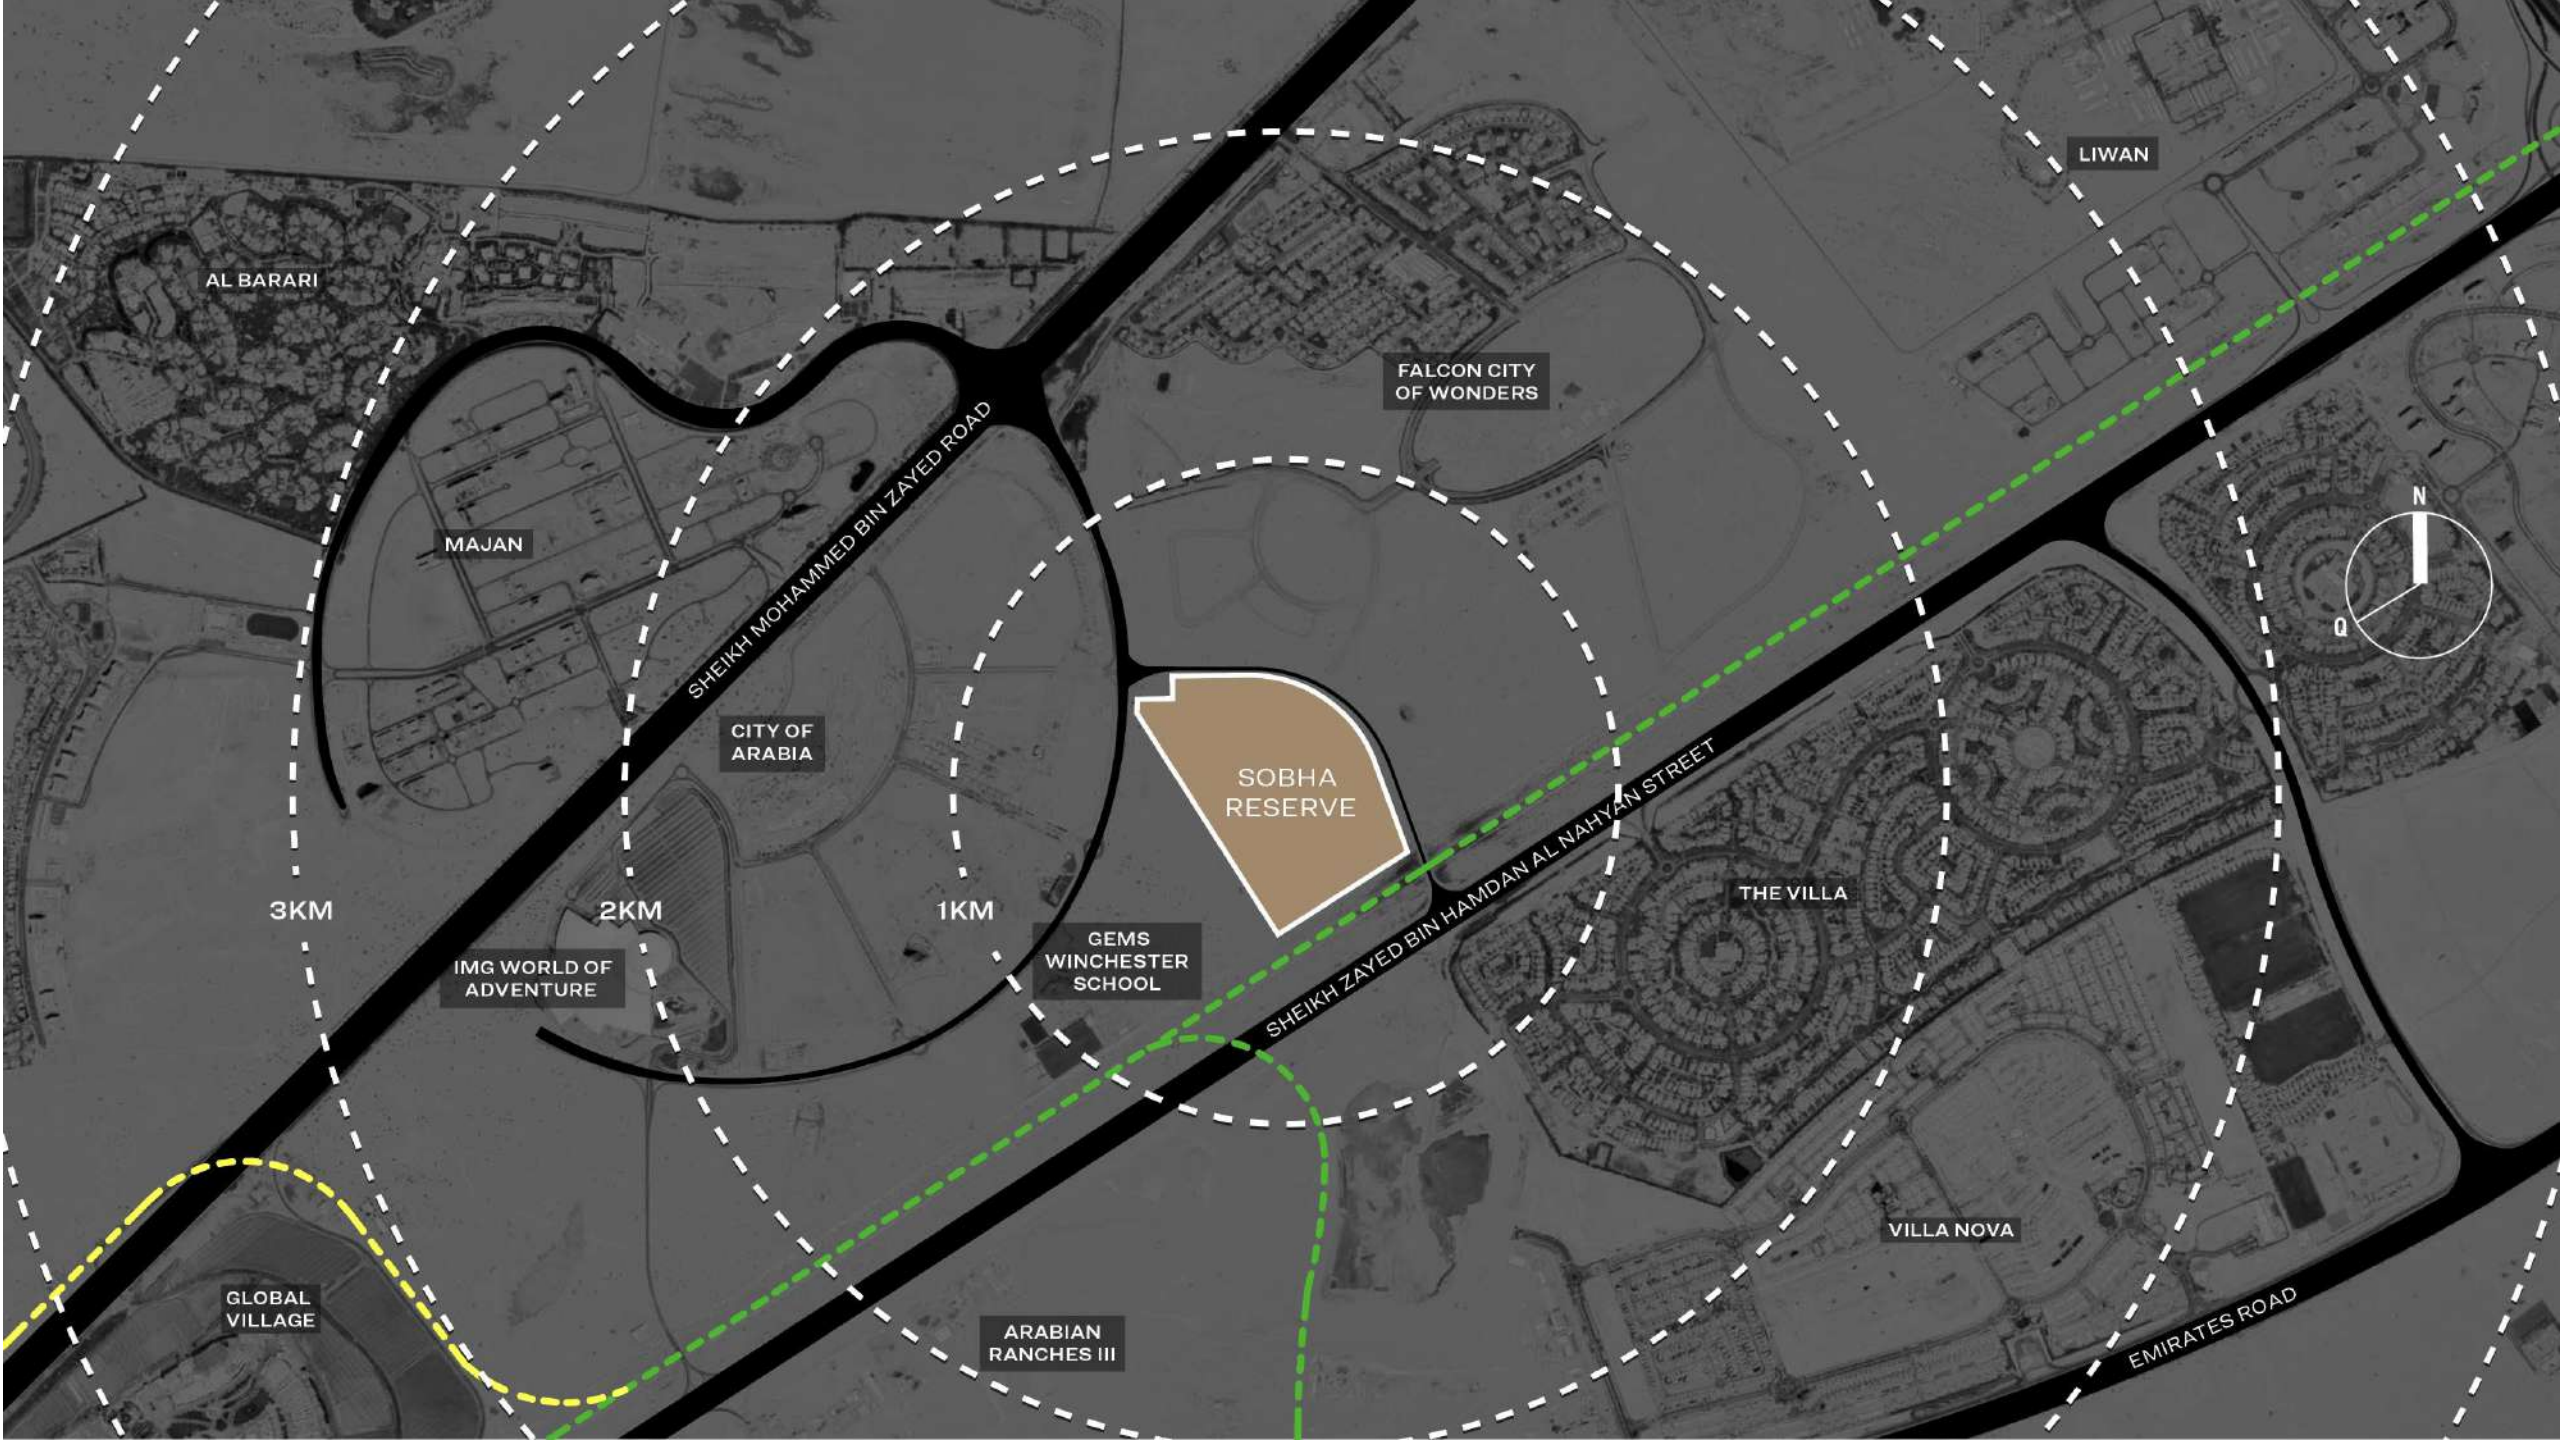 LIWAN
AL BARARI
FALCON CITY
OF WONDERS
N
Q
MAJAN
SHEIKH MOHAMMED BIN ZAYED ROAD
CITY OF
ARABIA
SOBHA
RESERVE
SHEIKH ZAYED BIN HAMDAN AL NAHYAN STREET
THE VILLA
3KM
2KM
1KM
GEMS
WINCHESTER
SCHOOL
IMG WORLD OF
ADVENTURE
VILLA NOVA
GLOBAL
VILLAGE
ARABIAN
RANCHES III
EMIRATES ROAD